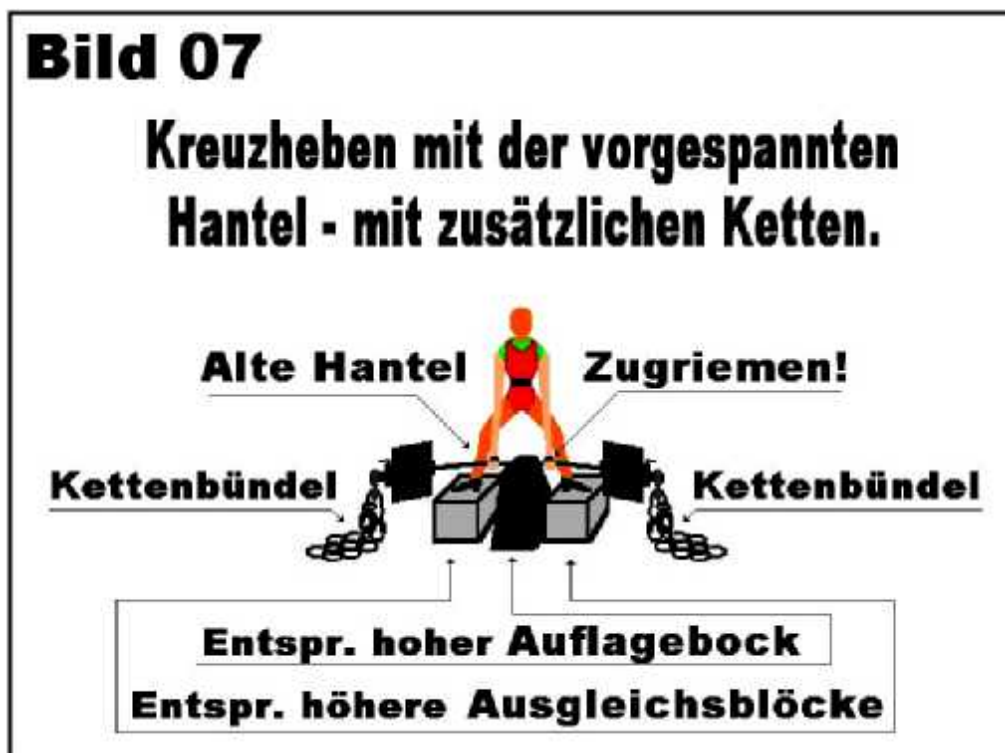 Bild 07
Kreuzheben mit der vorgespannten
Hantel - mit zusätzlichen Ketten.
Alte Hantel
Zugriemen!
Kettenbündel
Kettenbündel
Entspr. hoher Auflagebock
Entspr. höhere Ausgleichsblöcke